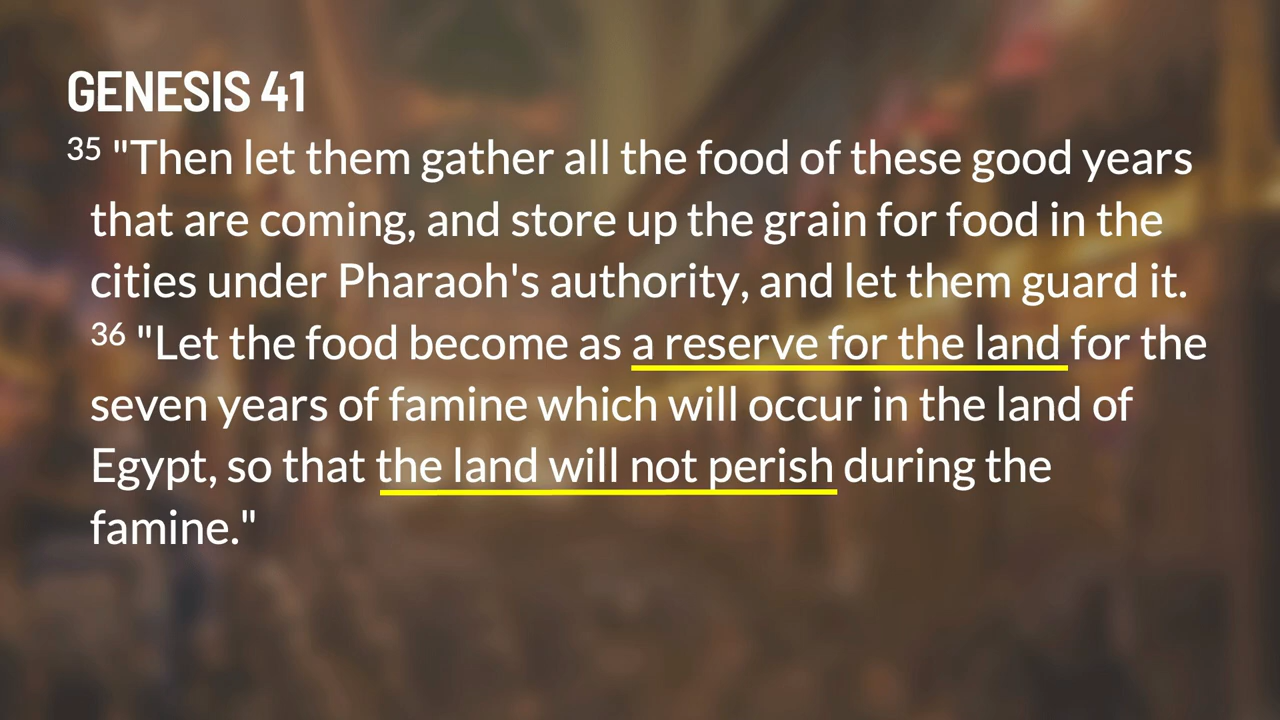 GENESIS 41
35 "Then let them gather all the food of these good years
that are coming, and store up the grain for food in the
cities under Pharaoh's authority, and let them guard it.
36 "Let the food become as a reserve for the land for the
seven years of famine which will occur in the land of
Egypt, so that the land will not perish during the
famine."